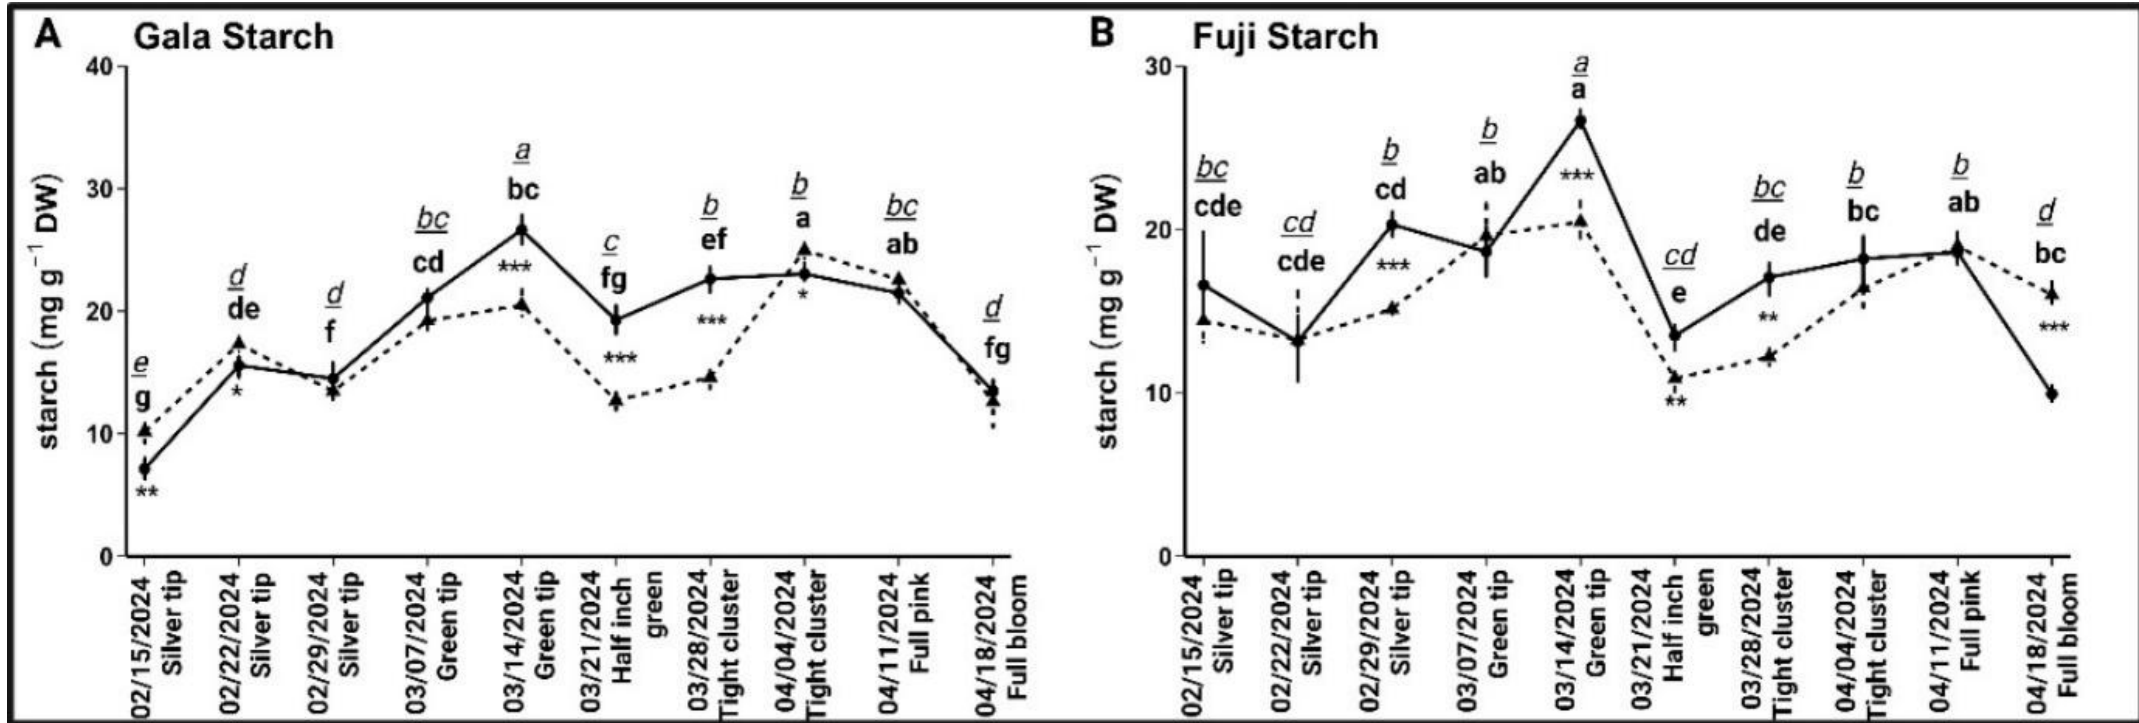 A Gala Starch
starch (mg g⁻¹ DW)
40
30
20
10
0
e
g
**
d
de
*
d
f
bc
cd
a
bc
***
c
fg
***
b
ef
***
b
a
*
bc
ab
d
fg
02/15/2024
Silver tip
02/22/2024
Silver tip
02/29/2024
Silver tip
03/07/2024
Green tip
03/14/2024
Green tip
03/21/2024
Half inch
green
03/28/2024
Tight cluster
04/04/2024
Tight cluster
04/11/2024
Full pink
04/18/2024
Full bloom
B Fuji Starch
starch (mg g⁻¹ DW)
30
20
10
0
bc
cde
cd
cde
b
cd
***
b
ab
a
a
***
cd
e
**
bc
de
**
b
bc
b
ab
d
bc
***
02/15/2024
Silver tip
02/22/2024
Silver tip
02/29/2024
Silver tip
03/07/2024
Green tip
03/14/2024
Green tip
03/21/2024
Half inch
green
03/28/2024
Tight cluster
04/04/2024
Tight cluster
04/11/2024
Full pink
04/18/2024
Full bloom